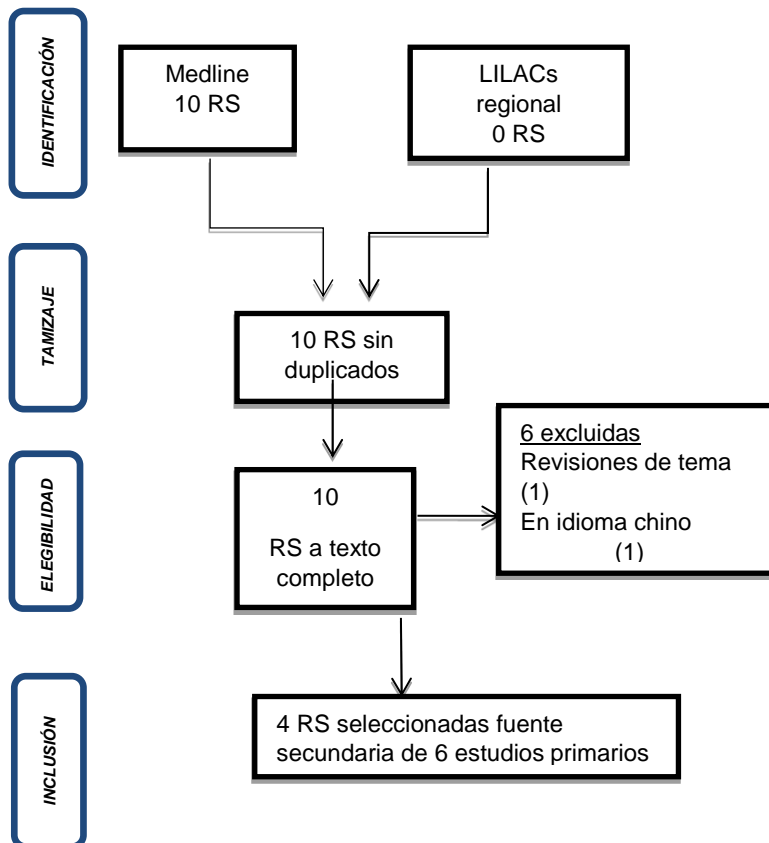 IDENTIFICACIÓN
Medline
10 RS
LILACs
regional
0 RS
TAMIZAJE
10 RS sin
duplicados
ELEGIBILIDAD
10
RS a texto
completo
6 excluidas
Revisiones de tema
(1)
En idioma chino
(1)
INCLUSIÓN
4 RS seleccionadas fuente
secundaria de 6 estudios primarios